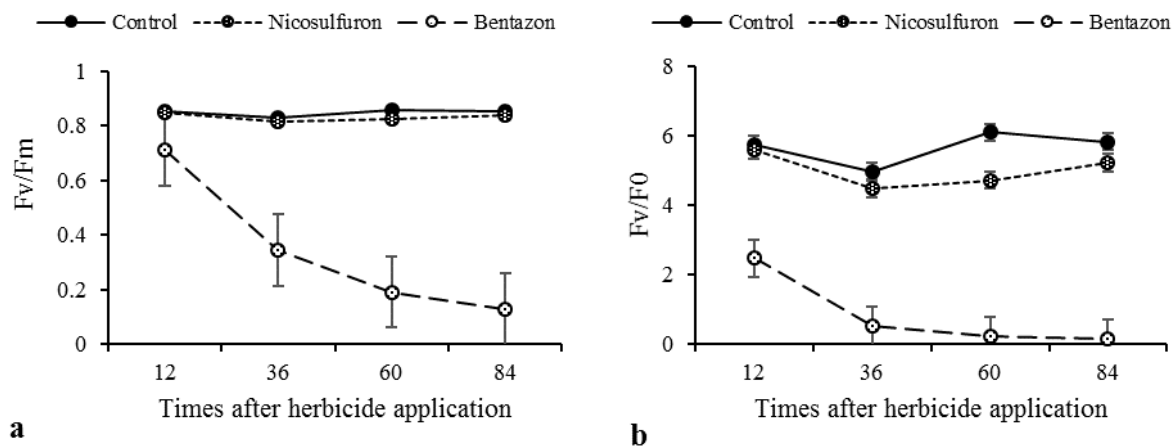 Control Nicosulfuron Bentazon
Fv/Fm
1
0.8
0.6
0.4
0.2
0
12 36 60 84
Times after herbicide application
a
Control Nicosulfuron Bentazon
Fv/F0
8
6
4
2
0
12 36 60 84
Times after herbicide application
b